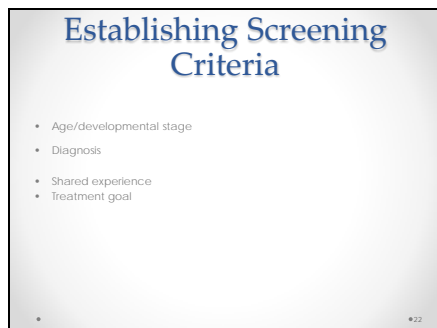 Establishing Screening
Criteria
• Age/developmental stage
• Diagnosis
• Shared experience
• Treatment goal
•
•22